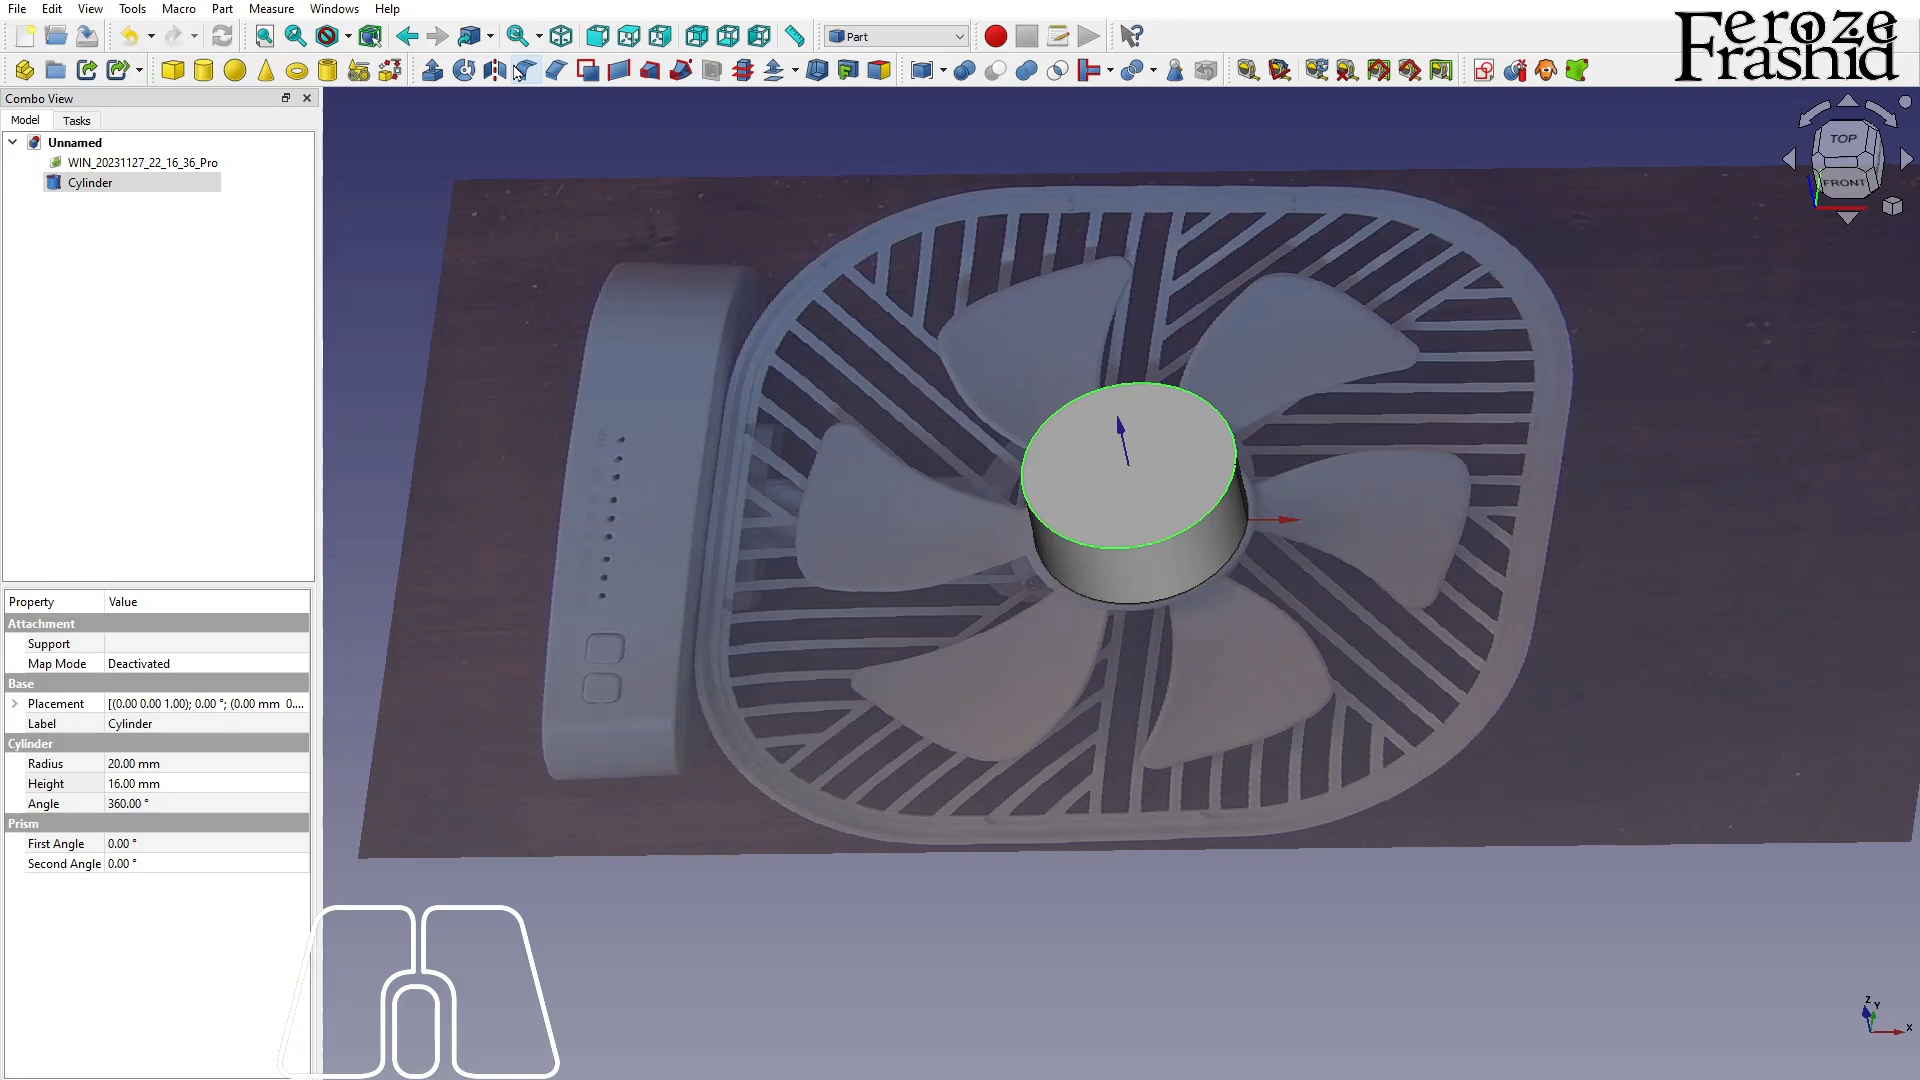 File Edit View Tools Macro Part Measure Windows Help
Part
Feroze
Frashid
Combo View
Model Tasks
Unnamed
WIN_20231127_22_16_36_Pro
Cylinder
TOP
FRONT
Property Value
Attachment
Support
Map Mode Deactivated
Base
Placement [(0.00 0.00 1.00); 0.00 °; (0.00 mm 0....
Label Cylinder
Cylinder
Radius 20.00 mm
Height 16.00 mm
Angle 360.00 °
Prism
First Angle 0.00 °
Second Angle 0.00 °
Z
Y
X